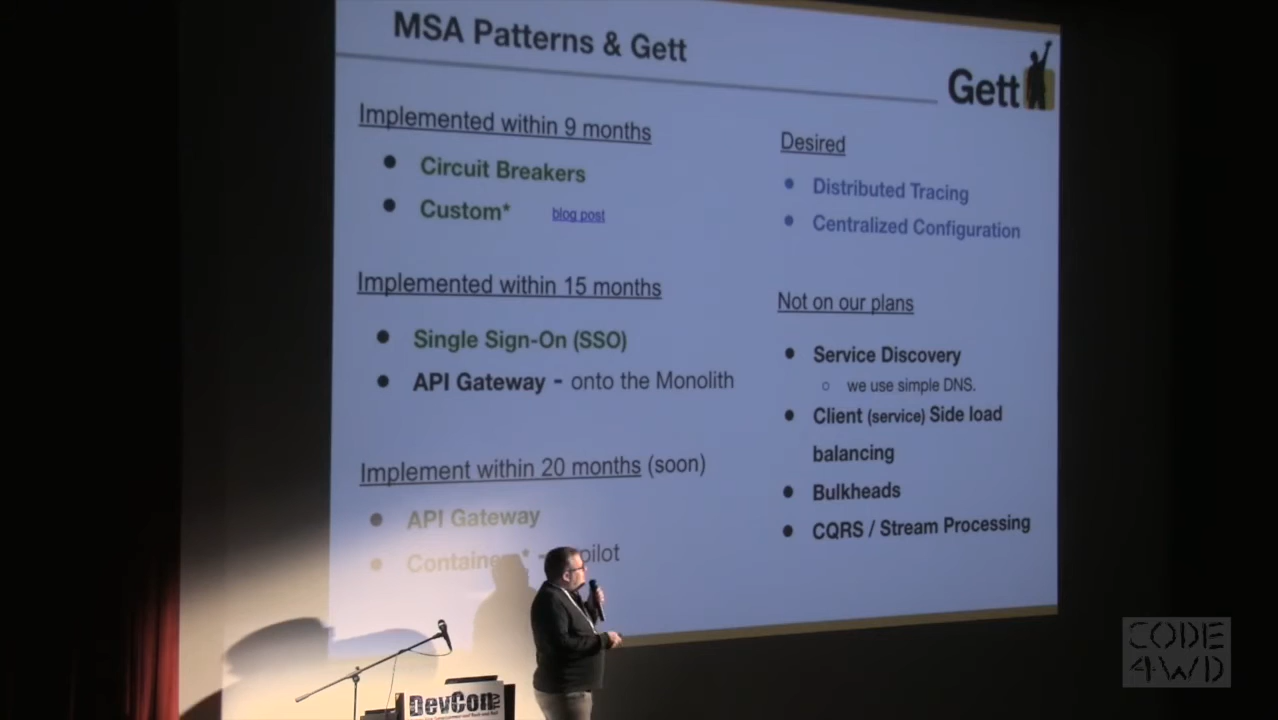 MSA Patterns & Gett
Gett
Implemented within 9 months
Circuit Breakers
Custom* blog post
Implemented within 15 months
Single Sign-On (SSO)
API Gateway - onto the Monolith
Implement within 20 months (soon)
API Gateway
pilot
Desired
Distributed Tracing
Centralized Configuration
Not on our plans
Service Discovery
we use simple DNS.
Client (service) Side load
balancing
Bulkheads
CQRS / Stream Processing
DevCon TLV
CODE
4WD